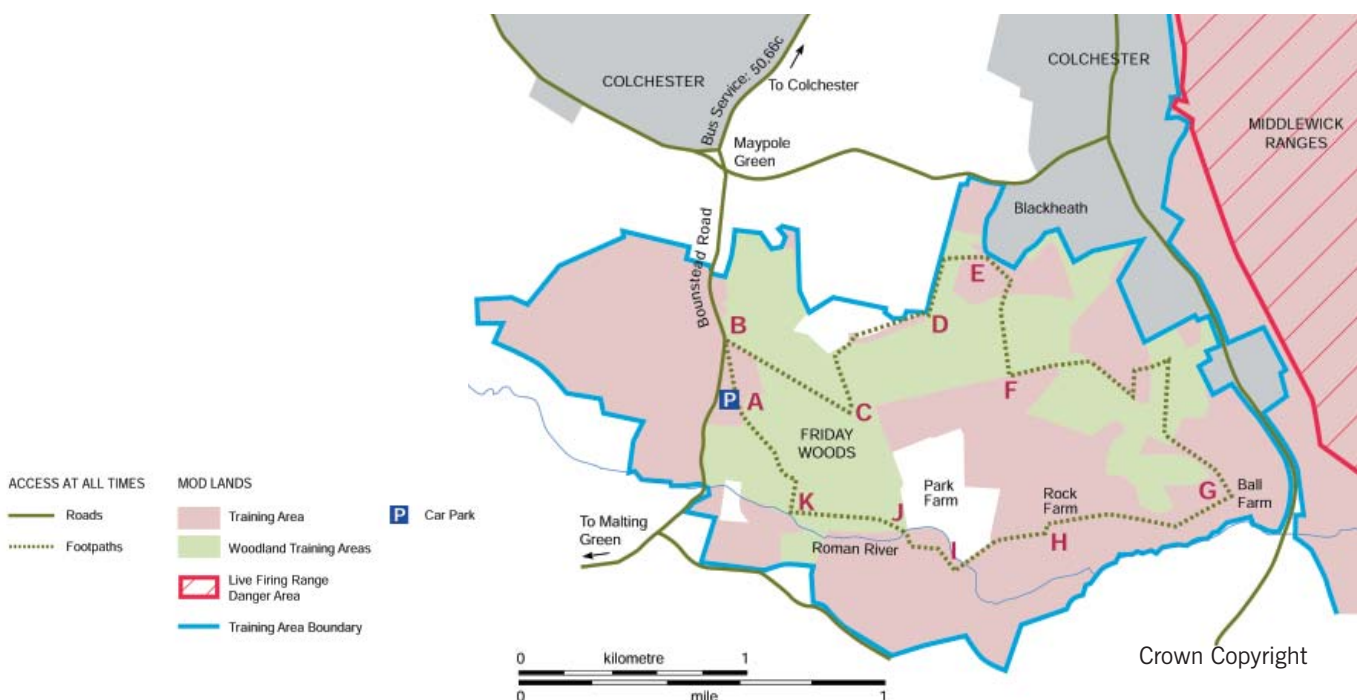 COLCHESTER
Bus Service: 50,66c
To Colchester
COLCHESTER
MIDDLEWICK
RANGES
Maypole
Green
Bounstead Road
Blackheath
E
B
D
P
A
F
C
FRIDAY
WOODS
Park
Farm
Rock
Farm
G
Ball
Farm
K
J
H
I
Roman River
To Malting
Green
ACCESS AT ALL TIMES
Roads
Footpaths
MOD LANDS
Training Area
Woodland Training Areas
Live Firing Range
Danger Area
Training Area Boundary
P
Car Park
0 kilometre 1
0 mile 1
Crown Copyright